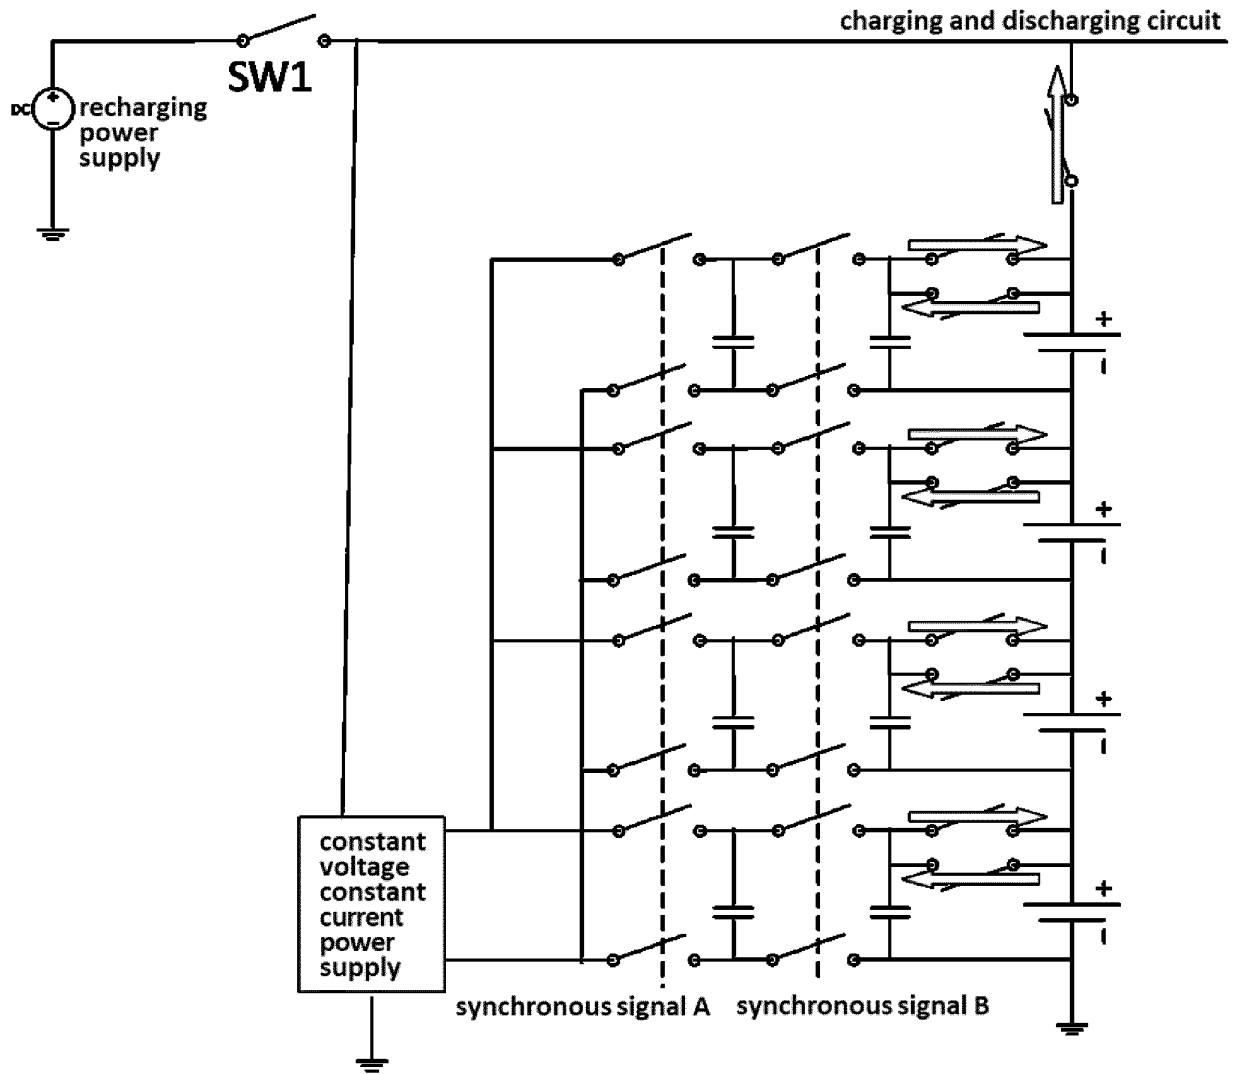 charging and discharging circuit
SW1
DC
+
−
recharging
power
supply
+
+
+
+
constant
voltage
constant
current
power
supply
synchronous signal A
synchronous signal B